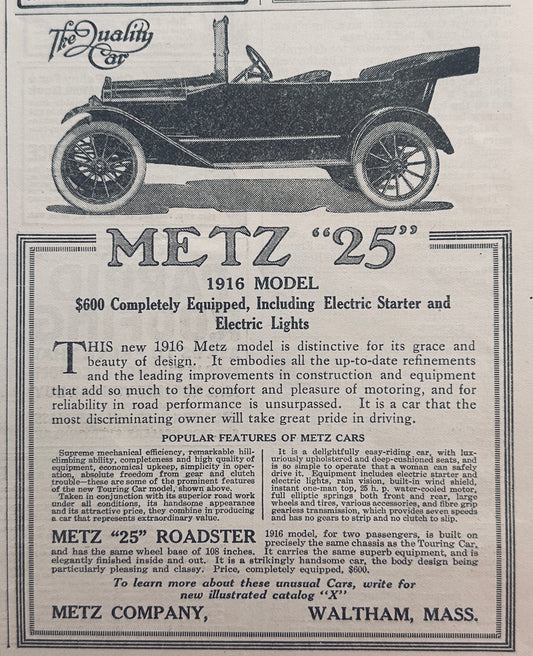 The Quality
Car
METZ "25"
1916 MODEL
$600 Completely Equipped, Including Electric Starter and
Electric Lights
THIS new 1916 Metz model is distinctive for its grace and
beauty of design. It embodies all the up-to-date refinements
and the leading improvements in construction and equipment
that add so much to the comfort and pleasure of motoring, and for
reliability in road performance is unsurpassed. It is a car that the
most discriminating owner will take great pride in driving.
POPULAR FEATURES OF METZ CARS
Supreme mechanical efficiency, remarkable hill-
climbing ability, completeness and high quality of
equipment, economical upkeep, simplicity in oper-
ation, absolute freedom from gear and clutch
trouble—these are some of the prominent features
of the new Touring Car model, shown above.
Taken in conjunction with its superior road work
under all conditions, its handsome appearance
and its attractive price, they combine in producing
a car that represents extraordinary value.
It is a delightfully easy-riding car, with lux-
uriously upholstered and deep-cushioned seats, and
is so simple to operate that a woman can safely
drive it. Equipment includes electric starter and
electric lights, rain vision, built-in wind shield,
instant one-man top, 25 h. p. water-cooled motor,
full elliptic springs both front and rear, large
wheels and tires, various accessories, and fibre grip
gearless transmission, which provides seven speeds
and has no gears to strip and no clutch to slip.
METZ "25" ROADSTER 1916 model, for two passengers, is built on
precisely the same chassis as the Touring Car,
and has the same wheel base of 108 inches. It carries the same superb equipment, and is
elegantly finished inside and out. It is a strikingly handsome car, the body design being
particularly pleasing and classy. Price, completely equipped, $600.
To learn more about these unusual Cars, write for
new illustrated catalog "X"
METZ COMPANY, WALTHAM, MASS.